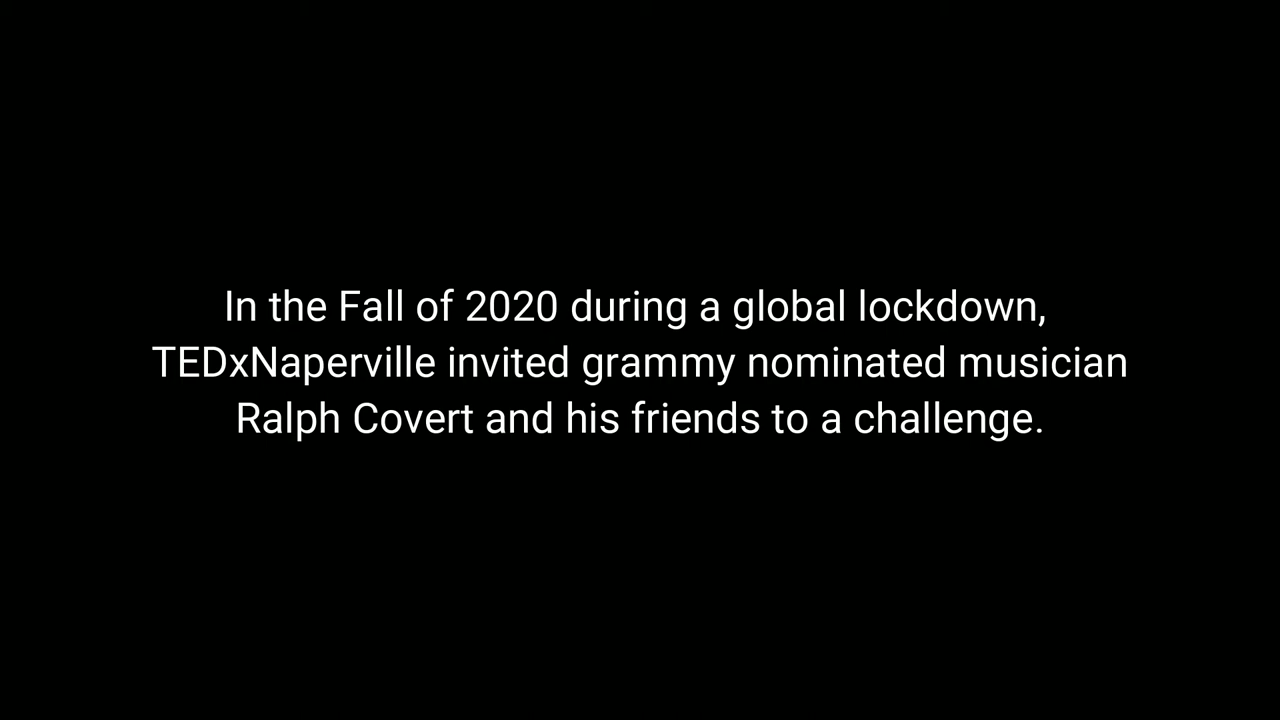 In the Fall of 2020 during a global lockdown,
TEDxNaperville invited grammy nominated musician
Ralph Covert and his friends to a challenge.